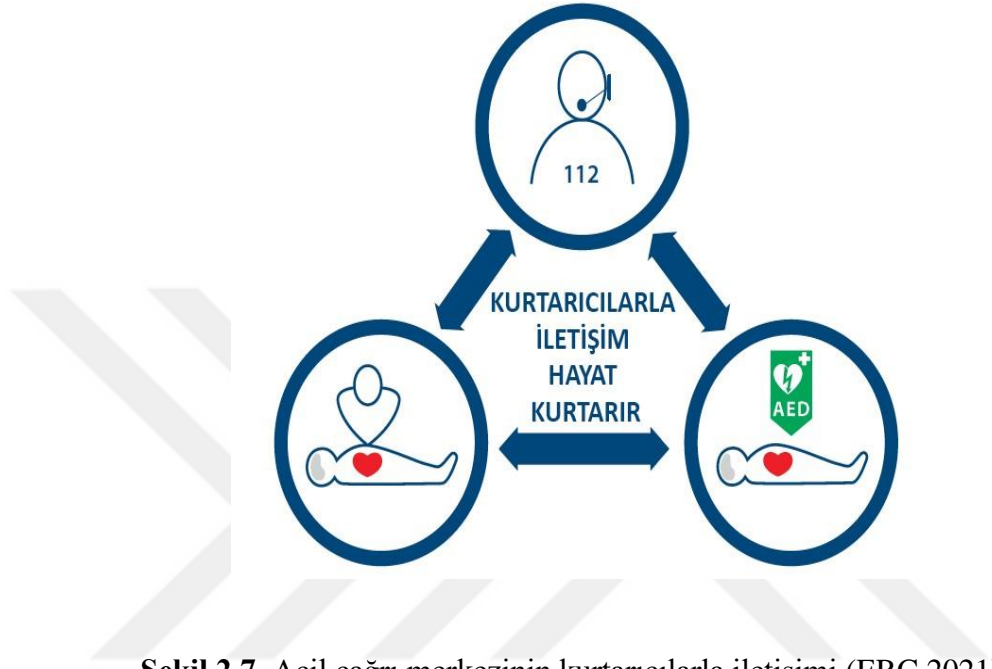 112
KURTARICILARLA
İLETİŞİM
HAYAT
KURTARIR
AED
Şekil 2.7. Acil çağrı merkezinin kurtarıcılarla iletişimi (ERC 2021